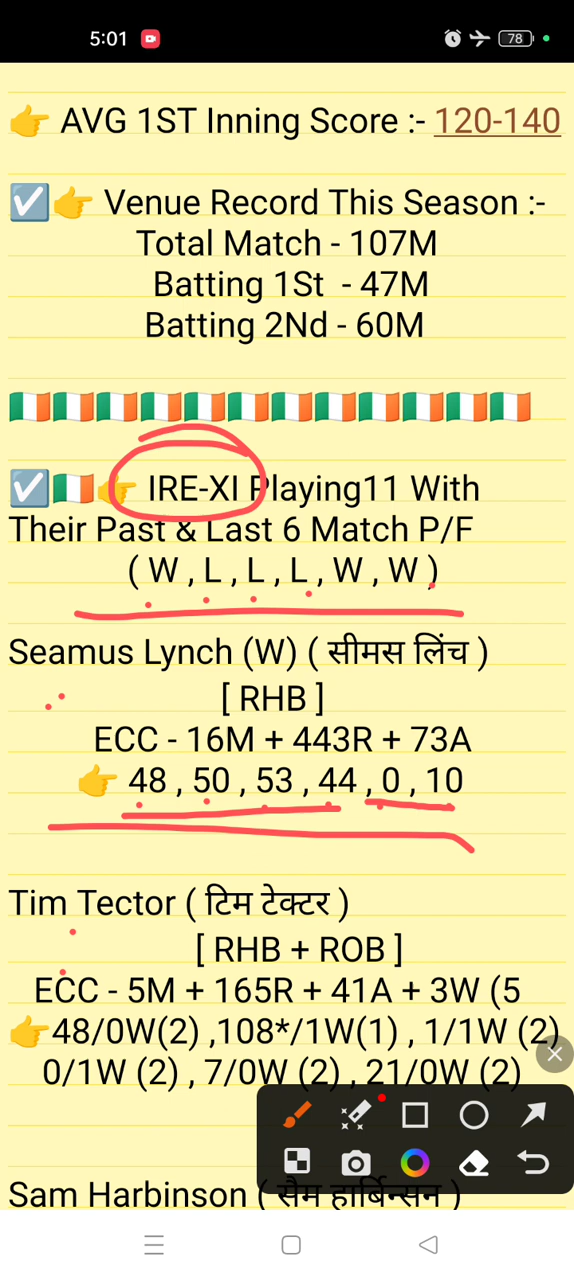 5:01
78
👉 AVG 1ST Inning Score :- 120-140
☑️👉 Venue Record This Season :-
Total Match - 107M
Batting 1St - 47M
Batting 2Nd - 60M
🇮🇪🇮🇪🇮🇪🇮🇪🇮🇪🇮🇪🇮🇪🇮🇪🇮🇪🇮🇪🇮🇪🇮🇪
☑️🇮🇪👉 IRE-XI Playing11 With
Their Past & Last 6 Match P/F
( W , L , L , L , W , W )
Seamus Lynch (W) ( सीमस लिंच )
[ RHB ]
ECC - 16M + 443R + 73A
👉 48 , 50 , 53 , 44 , 0 , 10
Tim Tector ( टिम टेक्टर )
[ RHB + ROB ]
ECC - 5M + 165R + 41A + 3W (5
👉48/0W(2) ,108*/1W(1) , 1/1W (2)
0/1W (2) , 7/0W (2) , 21/0W (2)
Sam Harbinson ( सैम हार्बिन्सन )